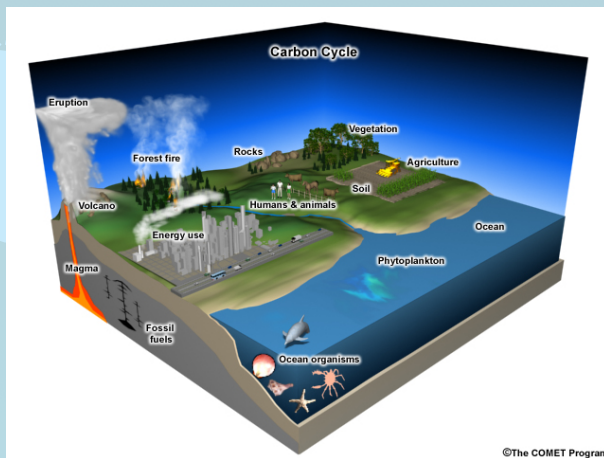 Carbon Cycle
Eruption
Vegetation
Forest fire
Rocks
Agriculture
Soil
Volcano
Humans & animals
Ocean
Energy use
Phytoplankton
Magma
Fossil
fuels
Ocean organisms
©The COMET Program